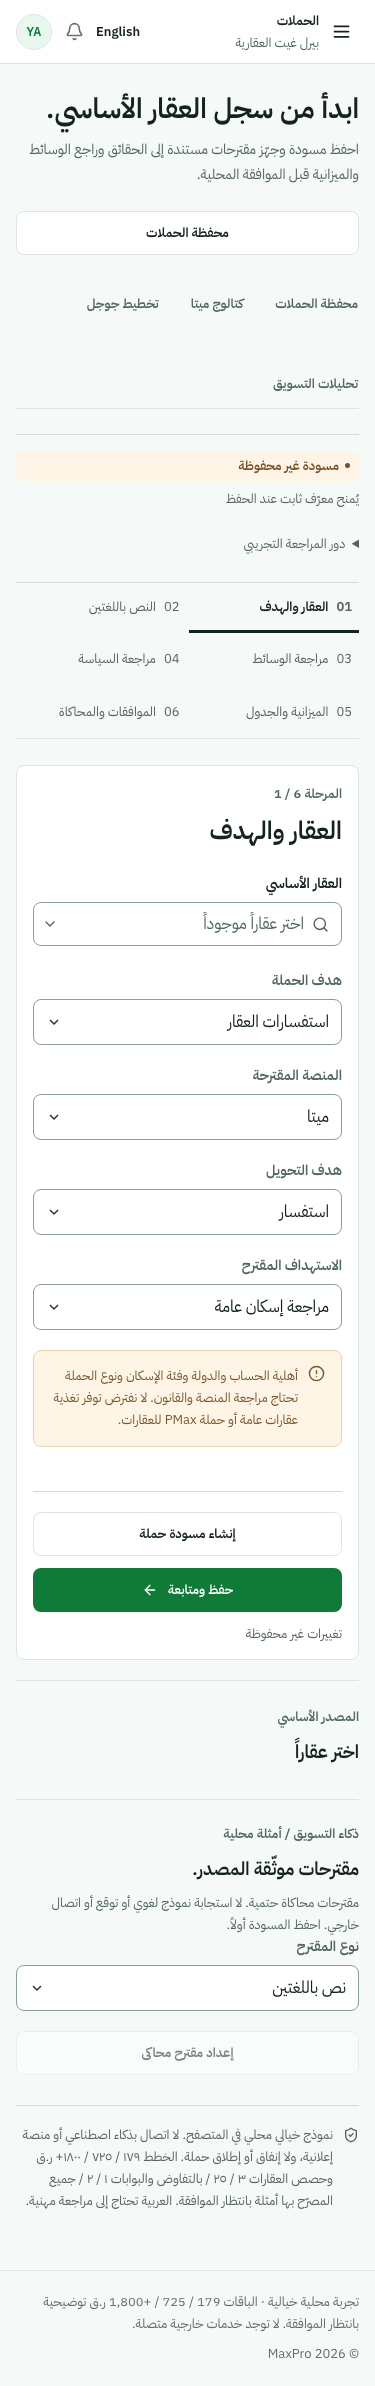 الحملات
بيرل غيت العقارية
English
YA
ابدأ من سجل العقار الأساسي.
احفظ مسودة وجهّز مقترحات مستندة إلى الحقائق وراجع الوسائط
والميزانية قبل الموافقة المحلية.
محفظة الحملات
محفظة الحملات
كتالوج ميتا
تخطيط جوجل
تحليلات التسويق
• مسودة غير محفوظة
يُمنح معرّف ثابت عند الحفظ
◀ دور المراجعة التجريبي
01 العقار والهدف
02 النص باللغتين
03 مراجعة الوسائط
04 مراجعة السياسة
05 الميزانية والجدول
06 الموافقات والمحاكاة
المرحلة 6 / 1
العقار والهدف
العقار الأساسي
اختر عقاراً موجوداً
هدف الحملة
استفسارات العقار
المنصة المقترحة
ميتا
هدف التحويل
استفسار
الاستهداف المقترح
مراجعة إسكان عامة
أهلية الحساب والدولة وفئة الإسكان ونوع الحملة
تحتاج مراجعة المنصة والقانون. لا نفترض توفر تغذية
عقارات عامة أو حملة PMax للعقارات.
إنشاء مسودة حملة
حفظ ومتابعة
تغييرات غير محفوظة
المصدر الأساسي
اختر عقاراً
ذكاء التسويق / أمثلة محلية
مقترحات موثّقة المصدر.
مقترحات محاكاة حتمية. لا استجابة نموذج لغوي أو توقع أو اتصال
خارجي. احفظ المسودة أولاً.
نوع المقترح
نص باللغتين
إعداد مقترح محاكى
نموذج خيالي محلي في المتصفح. لا اتصال بذكاء اصطناعي أو منصة
إعلانية، ولا إنفاق أو إطلاق حملة. الخطط ١٧٩ / ٧٢٥ / ١٨٠٠+ ر.ق
وحصص العقارات ٣ / ٢٥ / بالتفاوض والبوابات ١ / ٢ / جميع
المصرّح بها أمثلة بانتظار الموافقة. العربية تحتاج إلى مراجعة مهنية.
تجربة محلية خيالية · الباقات 179 / 725 / +1,800 ر.ق توضيحية
بانتظار الموافقة. لا توجد خدمات خارجية متصلة.
© 2026 MaxPro